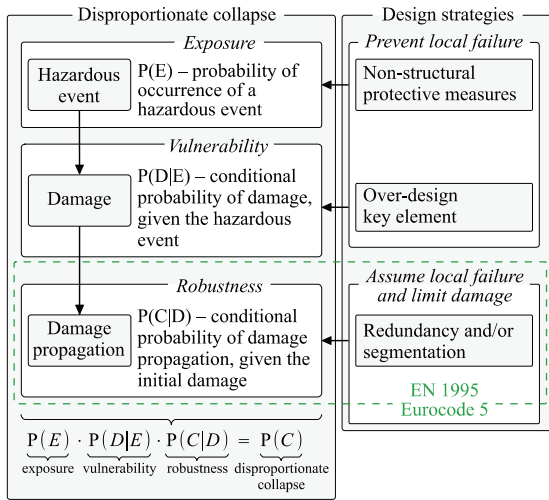 Disproportionate collapse
Exposure
Hazardous
event
P(E) – probability of
occurrence of a
hazardous event
Vulnerability
Damage
P(D|E) – conditional
probability of damage,
given the hazardous
event
Robustness
Damage
propagation
P(C|D) – conditional
probability of damage
propagation, given the
initial damage
P(E) · P(D|E) · P(C|D) = P(C)
exposure vulnerability robustness disproportionate
collapse
Design strategies
Prevent local failure
Non-structural
protective measures
Over-design
key element
Assume local failure
and limit damage
Redundancy and/or
segmentation
EN 1995
Eurocode 5